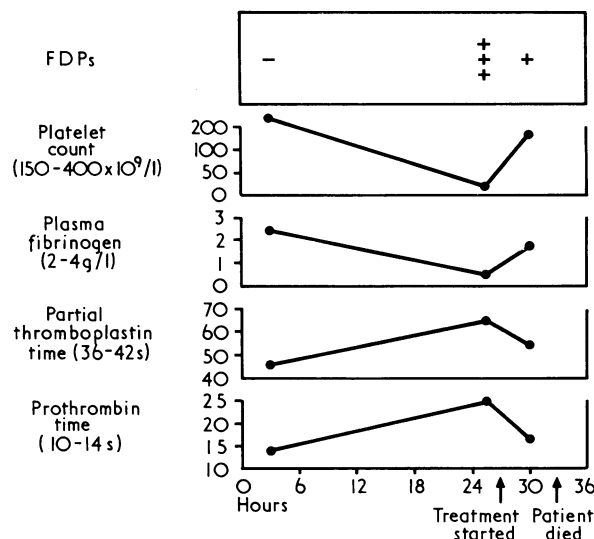 FDPs
−
+
+
+
+
Platelet
count
(150-400x10⁹/l)
200
100
50
0
Plasma
fibrinogen
(2-4g/l)
3
2
1
0
Partial
thromboplastin
time (36-42s)
70
60
50
40
Prothrombin
time
(10-14s)
25
20
15
10
0 6 12 18 24 30 36
Hours
Treatment
started
Patient
died